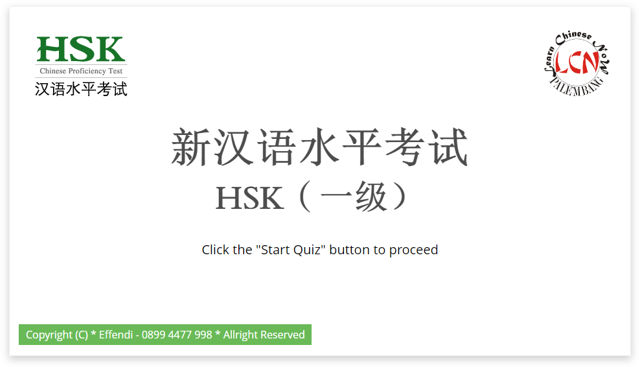 HSK
Chinese Proficiency Test
汉语水平考试
Learn Chinese NoW
LCN
PALEMBANG
新汉语水平考试
HSK（一级）
Click the "Start Quiz" button to proceed
Copyright (C) * Effendi - 0899 4477 998 * Allright Reserved